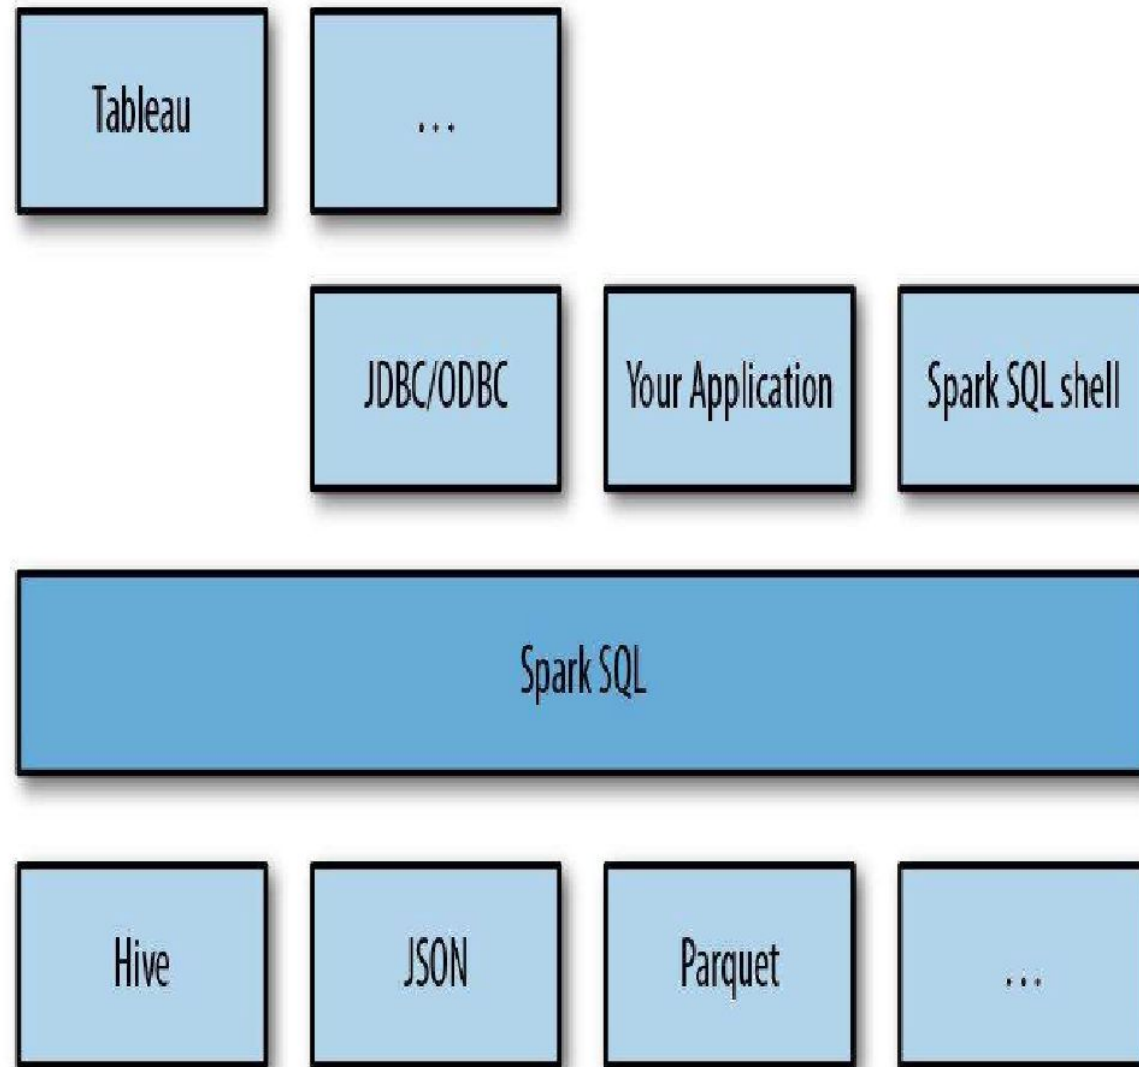 Tableau
...
JDBC/ODBC
Your Application
Spark SQL shell
Spark SQL
Hive
JSON
Parquet
...